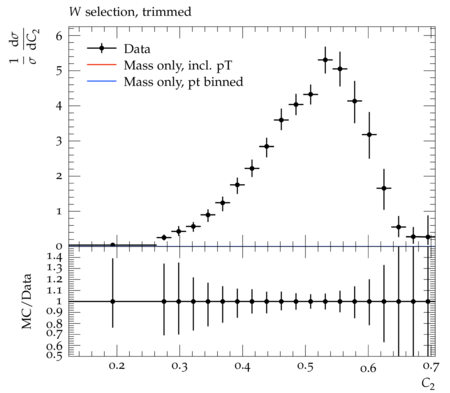 W selection, trimmed
1/σ dσ/dC₂
6
5
4
3
2
1
0
Data
Mass only, incl. pT
Mass only, pt binned
MC/Data
1.4
1.3
1.2
1.1
1
0.9
0.8
0.7
0.6
0.5
0.2 0.3 0.4 0.5 0.6 0.7
C₂